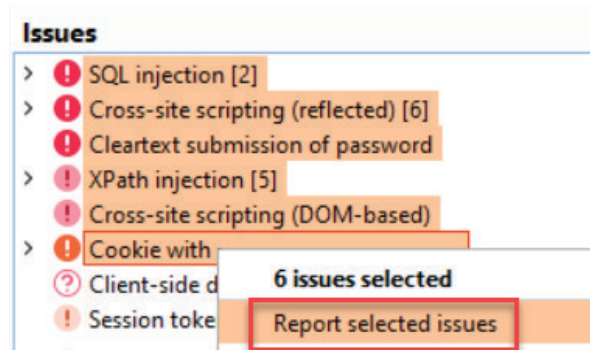 Issues
SQL injection [2]
Cross-site scripting (reflected) [6]
Cleartext submission of password
XPath injection [5]
Cross-site scripting (DOM-based)
Cookie with
Client-side d
6 issues selected
Session toke
Report selected issues